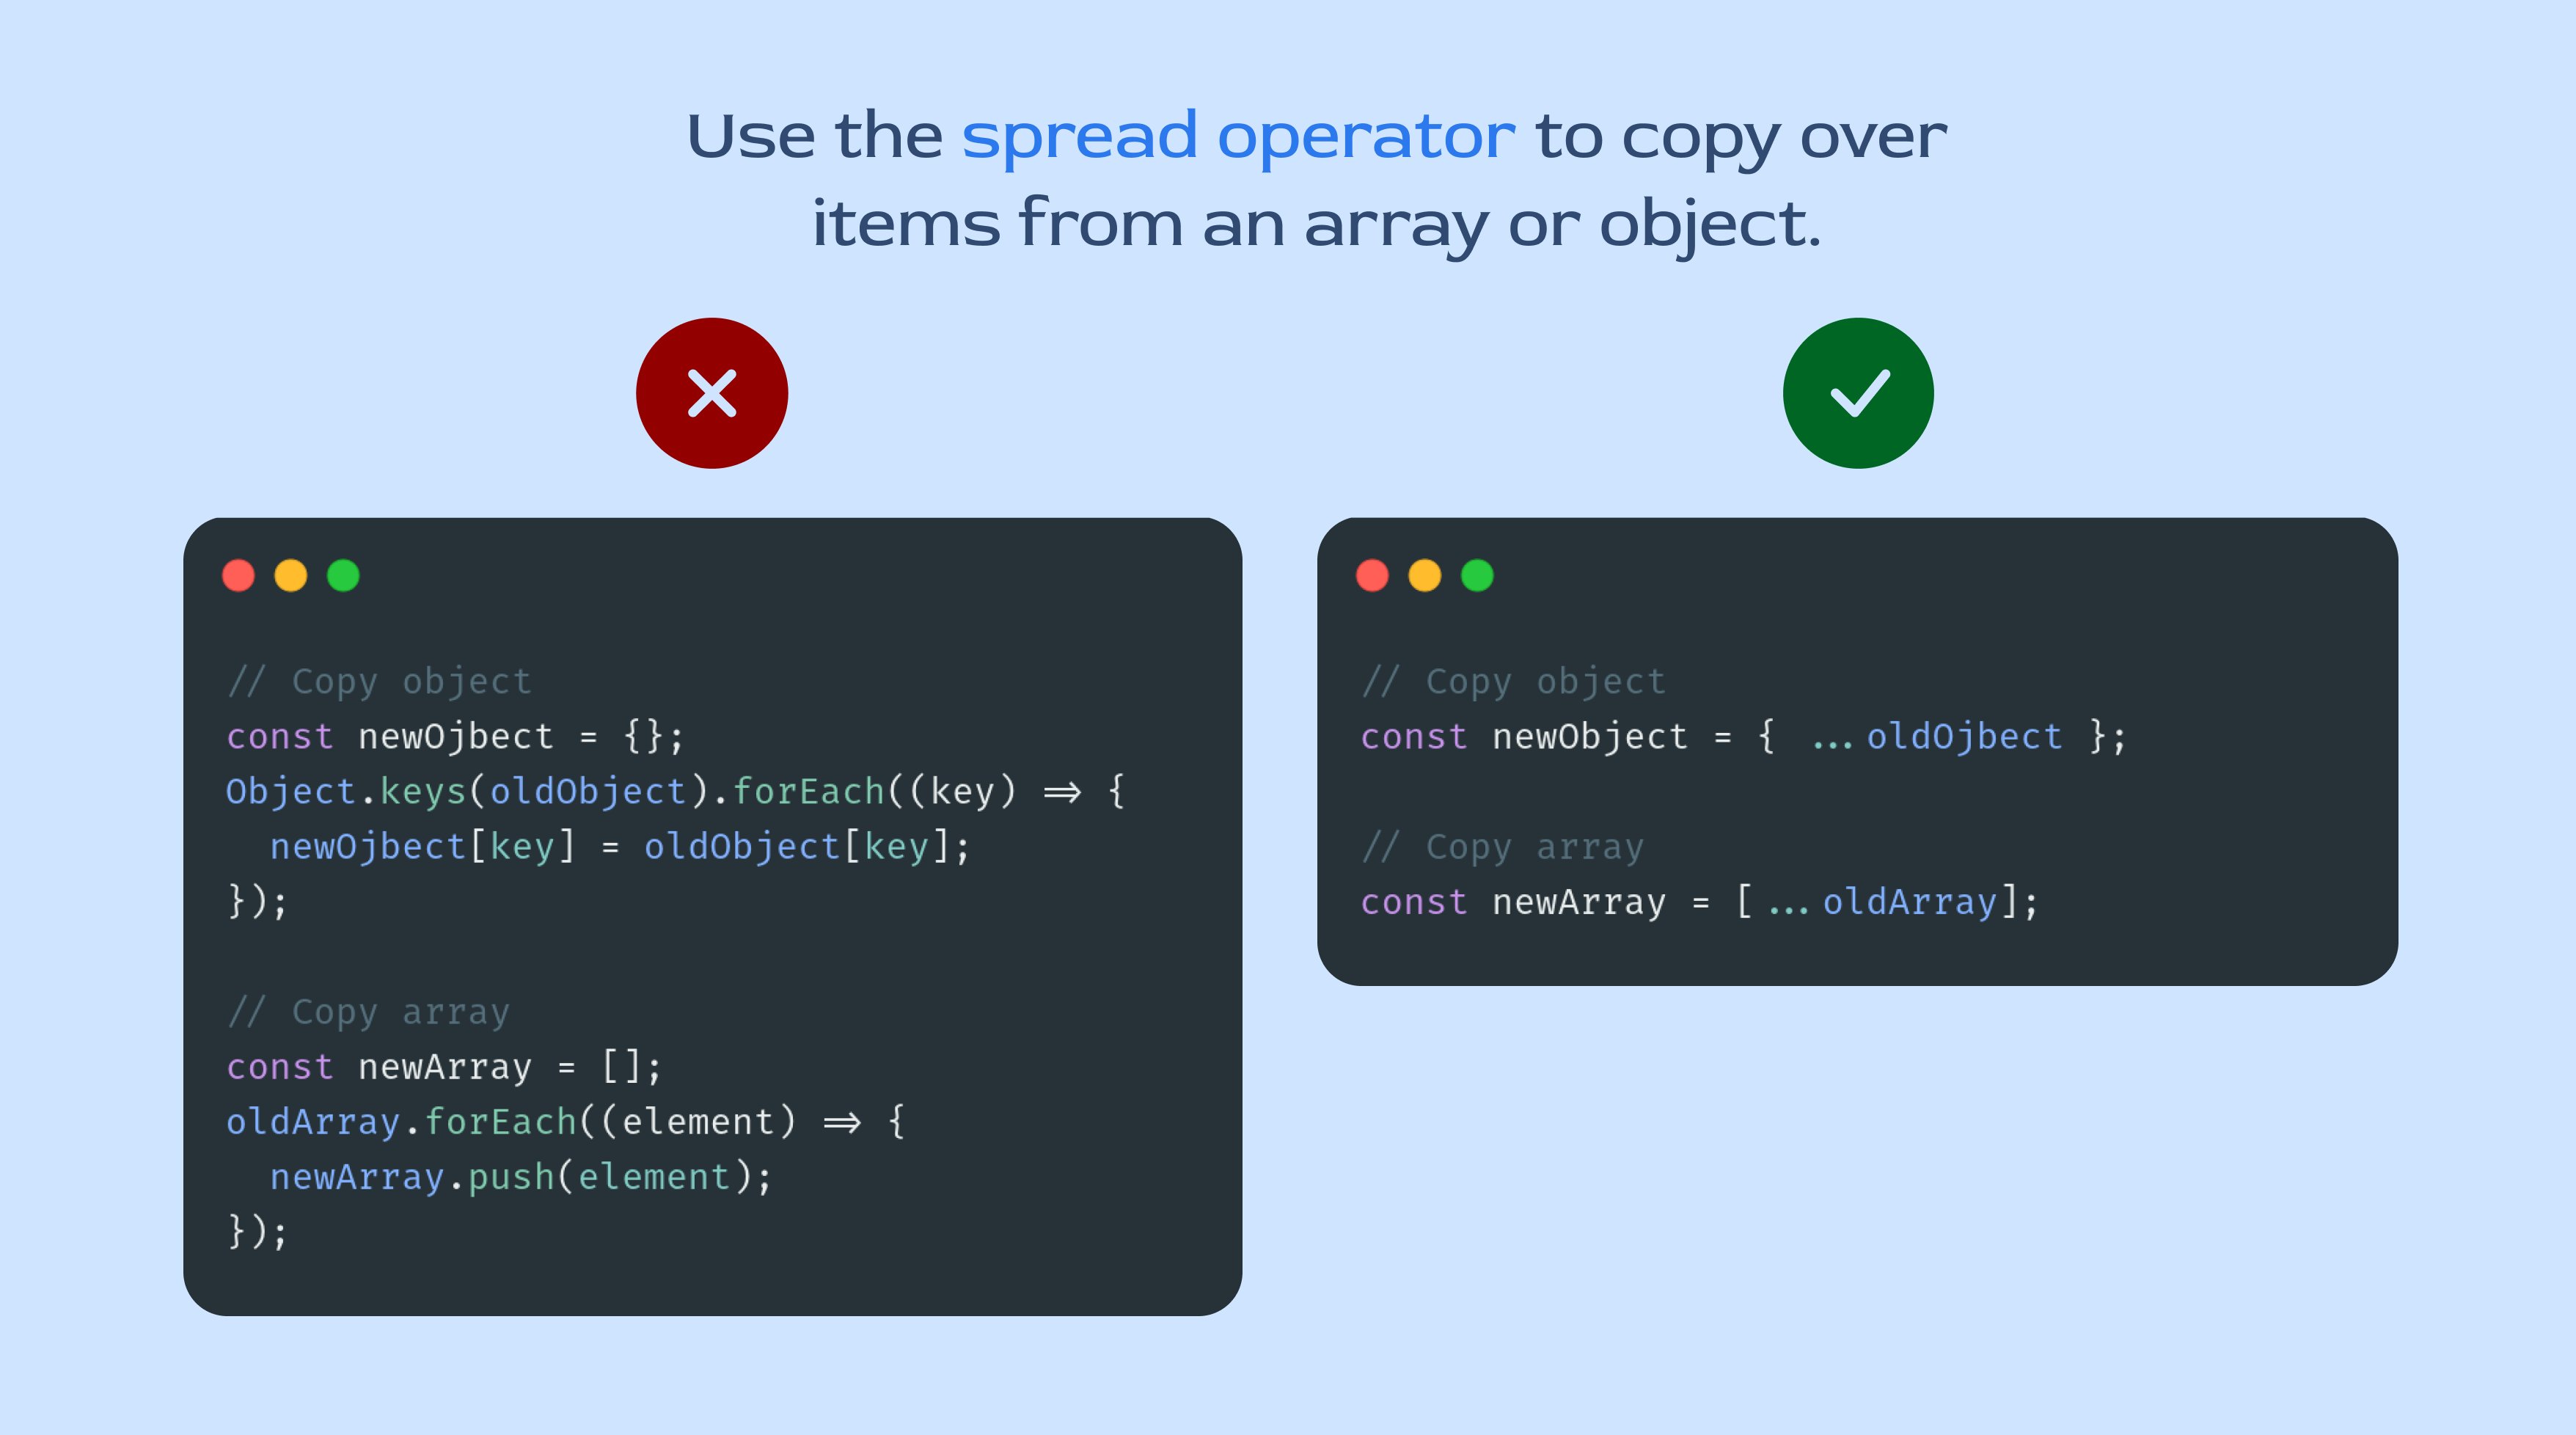 Use the spread operator to copy over
items from an array or object.
// Copy object
const newOjbect = {};
Object.keys(oldObject).forEach((key) => {
  newOjbect[key] = oldObject[key];
});
// Copy array
const newArray = [];
oldArray.forEach((element) => {
  newArray.push(element);
});
// Copy object
const newObject = { ...oldOjbect };
// Copy array
const newArray = [...oldArray];